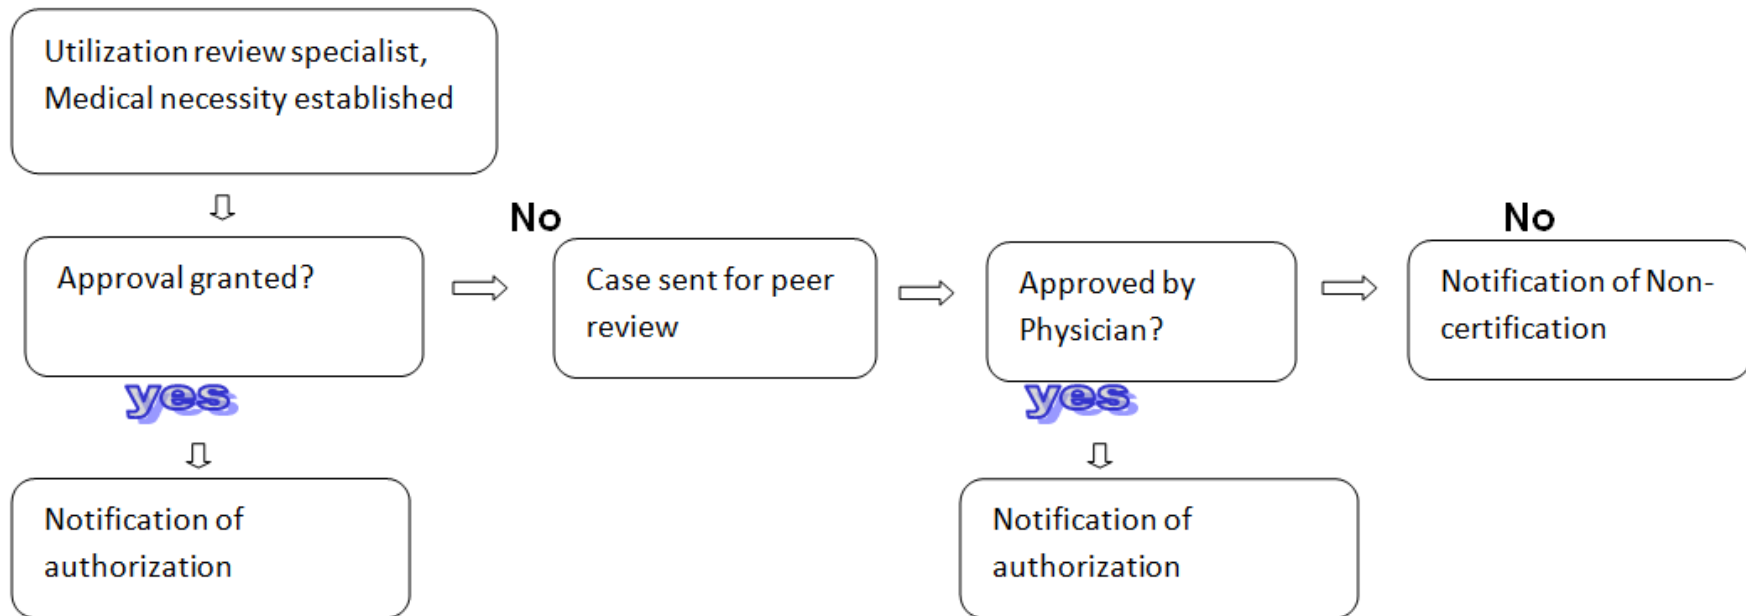 Utilization review specialist,
Medical necessity established
No
No
Approval granted?
Case sent for peer
review
Approved by
Physician?
Notification of Non-
certification
yes
yes
Notification of
authorization
Notification of
authorization